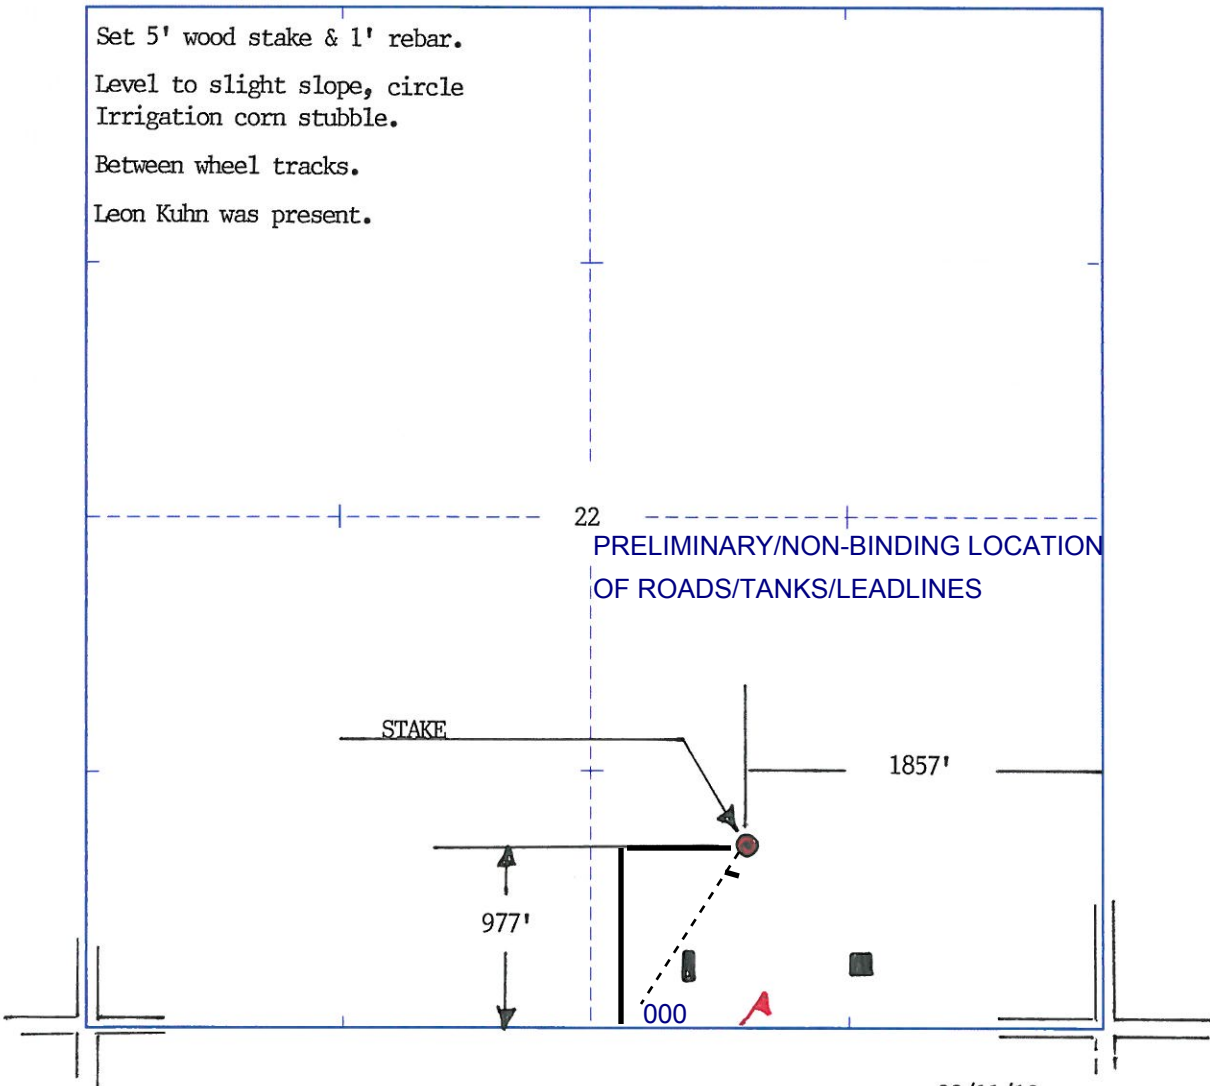 Set 5' wood stake & 1' rebar.
Level to slight slope, circle
Irrigation corn stubble.
Between wheel tracks.
Leon Kuhn was present.
22
PRELIMINARY/NON-BINDING LOCATION
OF ROADS/TANKS/LEADLINES
STAKE
1857'
977'
000